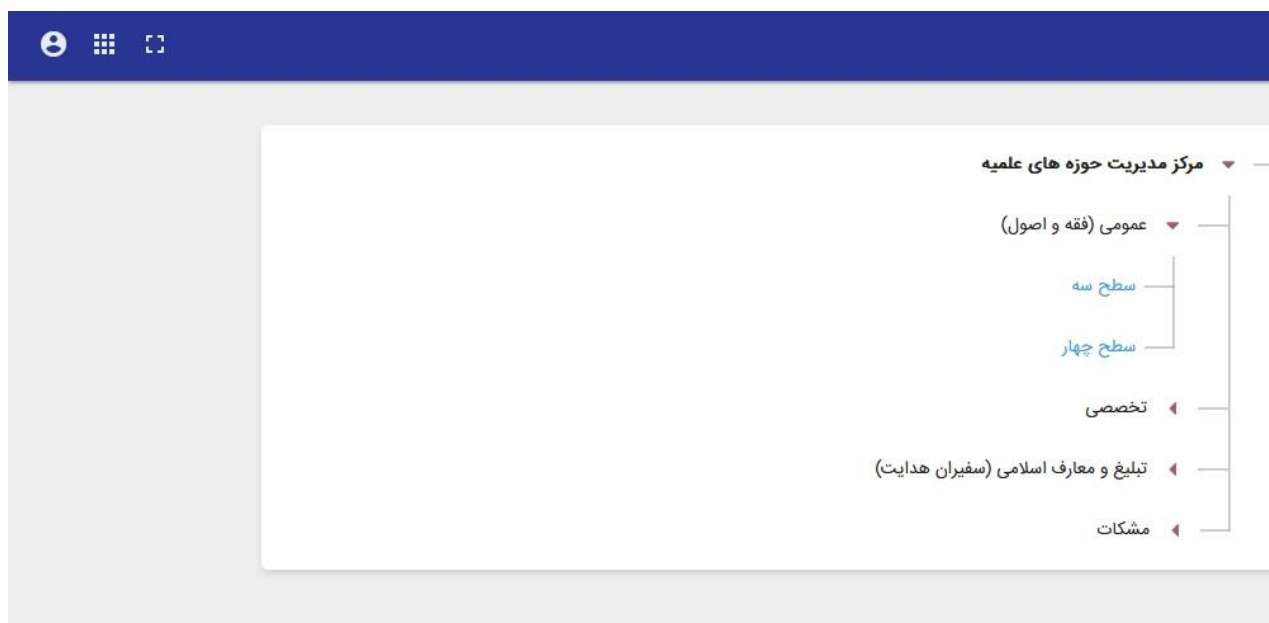 مرکز مدیریت حوزه های علمیه
عمومی (فقه و اصول)
سطح سه
سطح چهار
تخصصی
تبلیغ و معارف اسلامی (سفیران هدایت)
مشکات